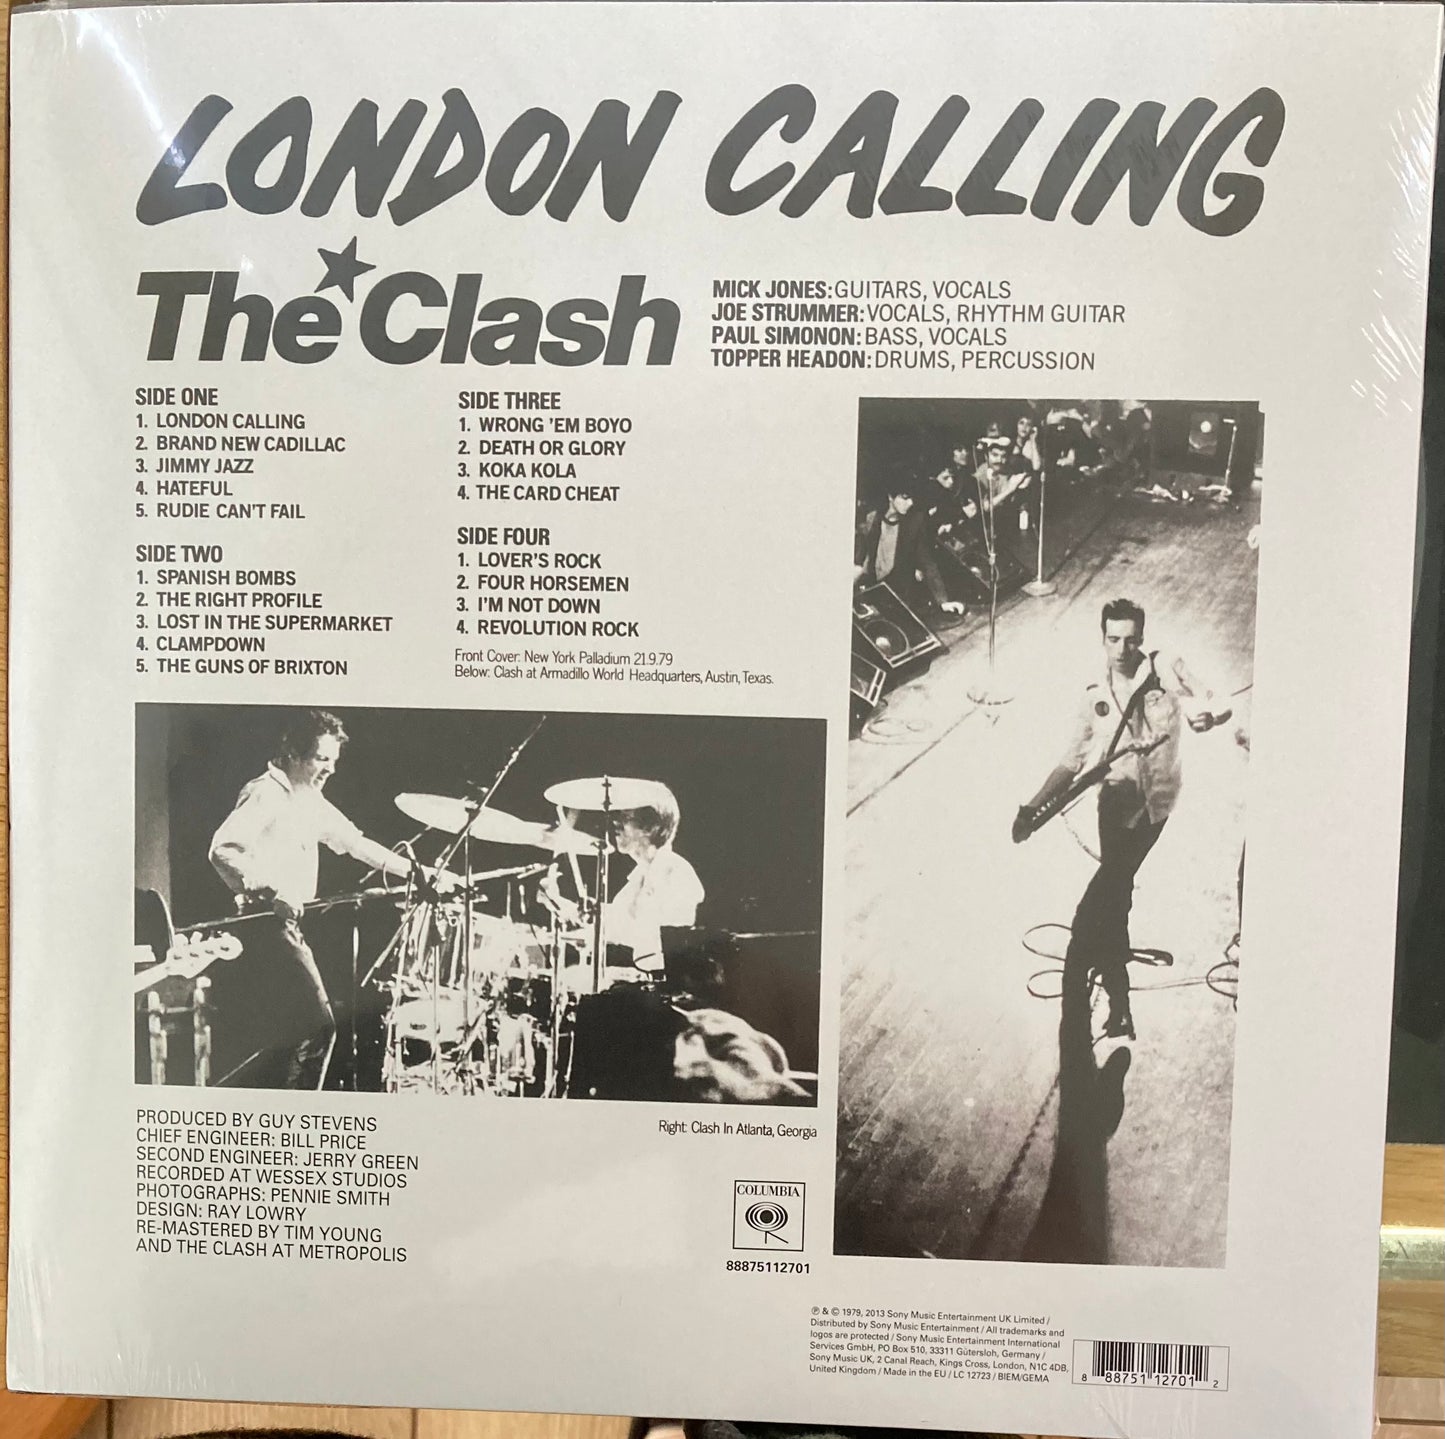 LONDON CALLING
The Clash
MICK JONES: GUITARS, VOCALS
JOE STRUMMER: VOCALS, RHYTHM GUITAR
PAUL SIMONON: BASS, VOCALS
TOPPER HEADON: DRUMS, PERCUSSION
SIDE ONE
1. LONDON CALLING
2. BRAND NEW CADILLAC
3. JIMMY JAZZ
4. HATEFUL
5. RUDIE CAN'T FAIL
SIDE TWO
1. SPANISH BOMBS
2. THE RIGHT PROFILE
3. LOST IN THE SUPERMARKET
4. CLAMPDOWN
5. THE GUNS OF BRIXTON
SIDE THREE
1. WRONG 'EM BOYO
2. DEATH OR GLORY
3. KOKA KOLA
4. THE CARD CHEAT
SIDE FOUR
1. LOVER'S ROCK
2. FOUR HORSEMEN
3. I'M NOT DOWN
4. REVOLUTION ROCK
Front Cover: New York Palladium 21.9.79
Below: Clash at Armadillo World Headquarters, Austin, Texas.
Right: Clash In Atlanta, Georgia
PRODUCED BY GUY STEVENS
CHIEF ENGINEER: BILL PRICE
SECOND ENGINEER: JERRY GREEN
RECORDED AT WESSEX STUDIOS
PHOTOGRAPHS: PENNIE SMITH
DESIGN: RAY LOWRY
RE-MASTERED BY TIM YOUNG
AND THE CLASH AT METROPOLIS
COLUMBIA
88875112701
℗ & © 1979, 2013 Sony Music Entertainment UK Limited /
Distributed by Sony Music Entertainment / All trademarks and
logos are protected / Sony Music Entertainment International
Services GmbH, PO Box 510, 33311 Gütersloh, Germany /
Sony Music UK, 2 Canal Reach, Kings Cross, London, N1C 4DB,
United Kingdom / Made in the EU / LC 12723 / BIEM/GEMA
8 88751 12701 2